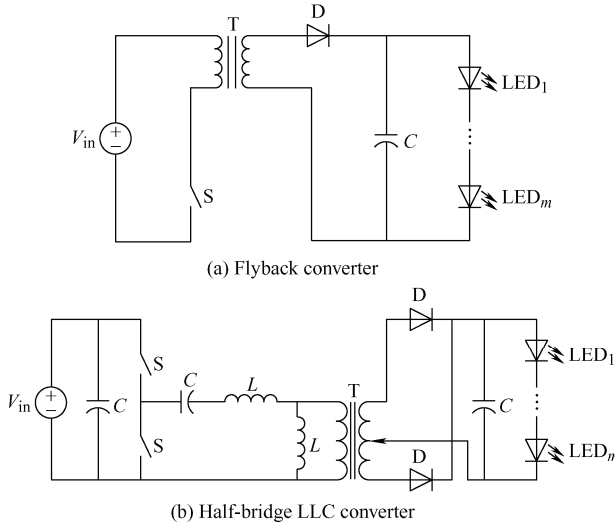 T
D
V_in
S
C
LED_1
⋮
LED_m
(a) Flyback converter
D
T
V_in
C
S
S
C
L
L
D
C
LED_1
⋮
LED_m
(b) Half-bridge LLC converter